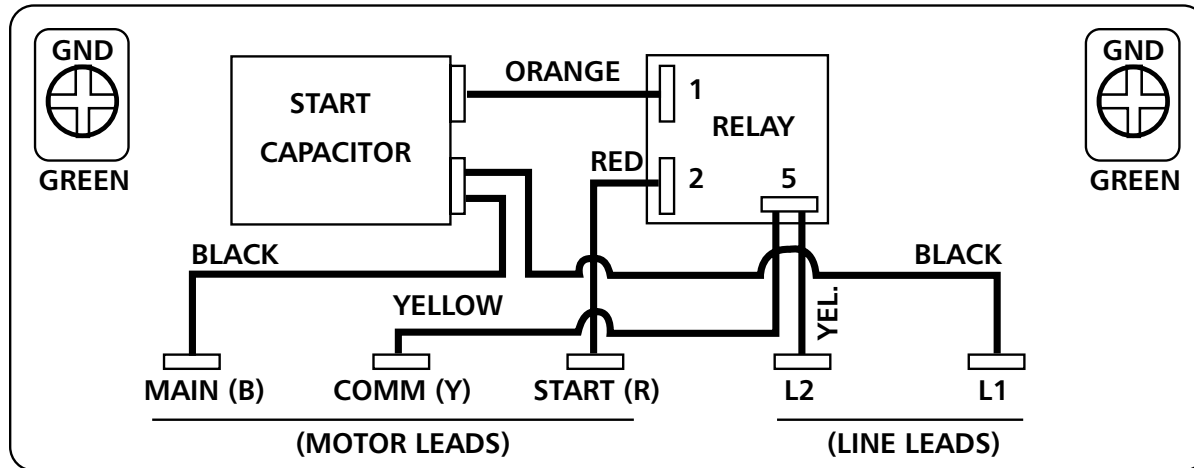 GND
GREEN
START
CAPACITOR
ORANGE
1
RELAY
RED
2
5
GND
GREEN
BLACK
YELLOW
YEL.
BLACK
MAIN (B)
COMM (Y)
START (R)
L2
L1
(MOTOR LEADS)
(LINE LEADS)